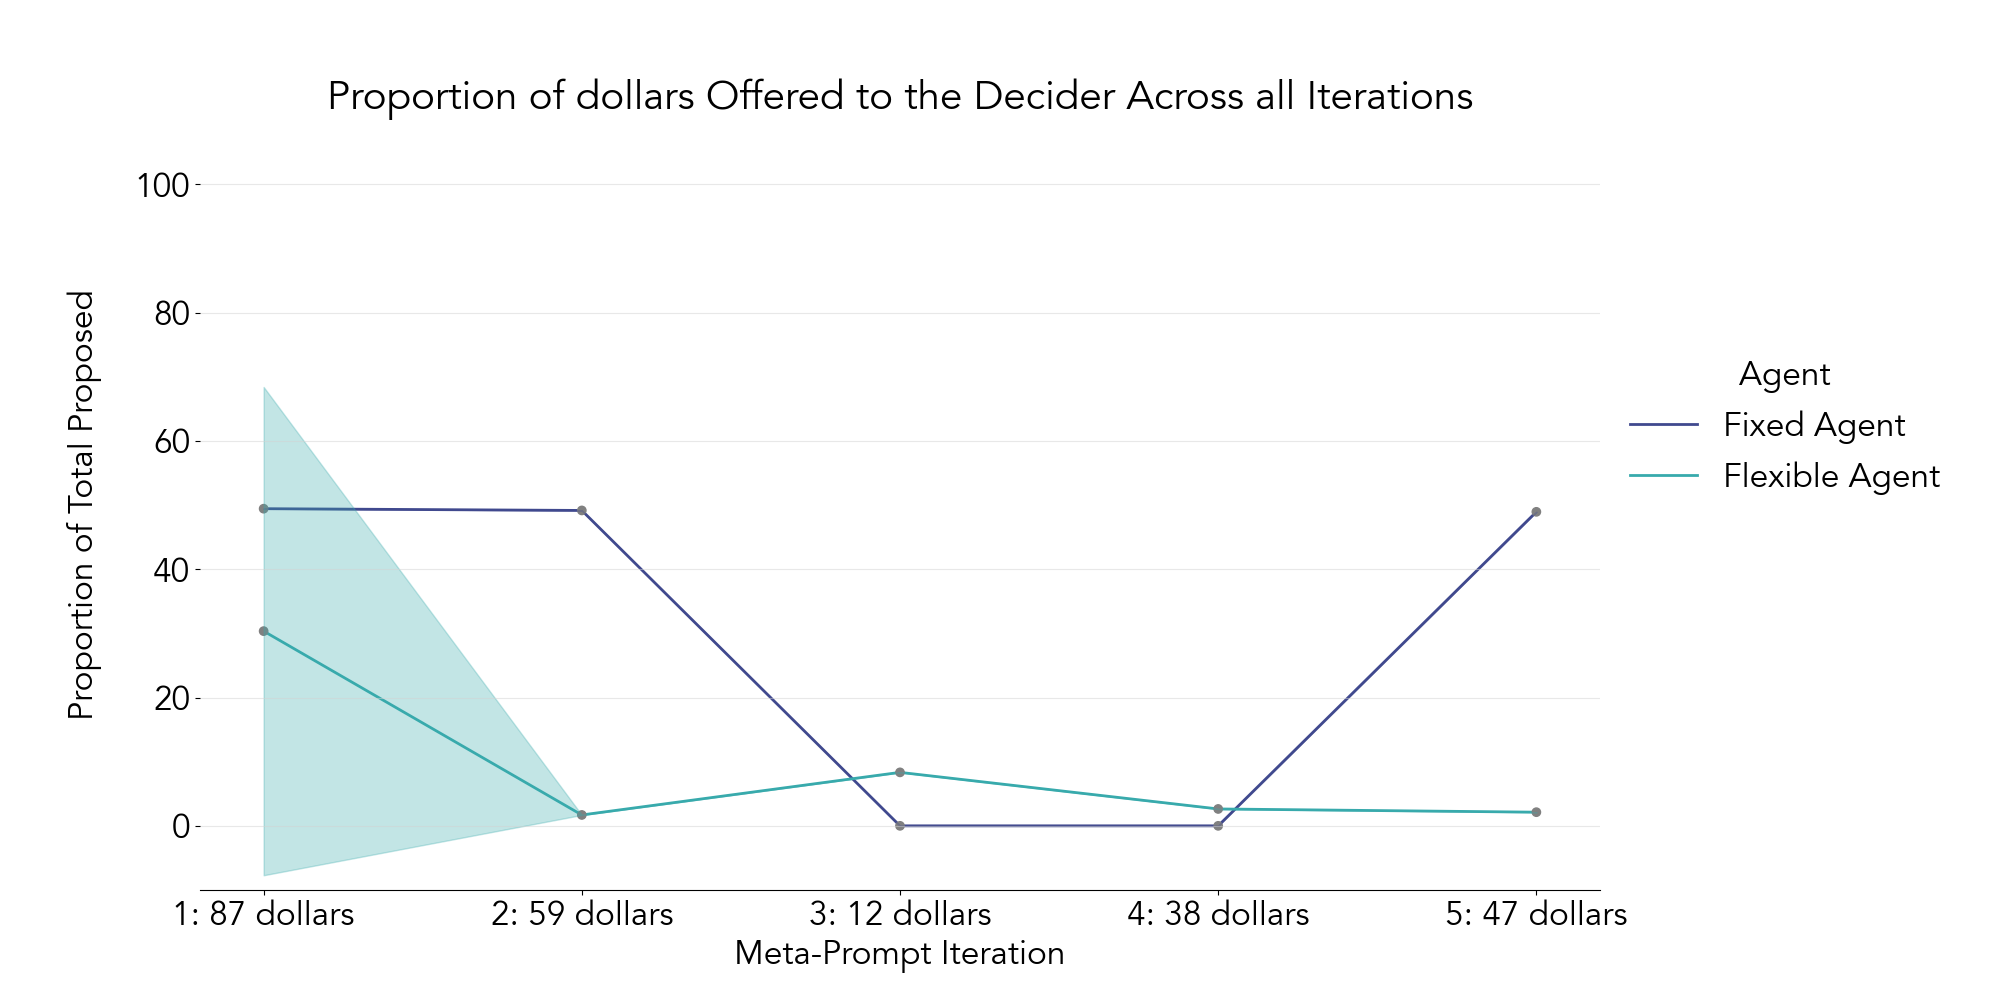 Proportion of dollars Offered to the Decider Across all Iterations
100
80
60
40
20
0
Proportion of Total Proposed
1: 87 dollars
2: 59 dollars
3: 12 dollars
4: 38 dollars
5: 47 dollars
Meta-Prompt Iteration
Agent
Fixed Agent
Flexible Agent